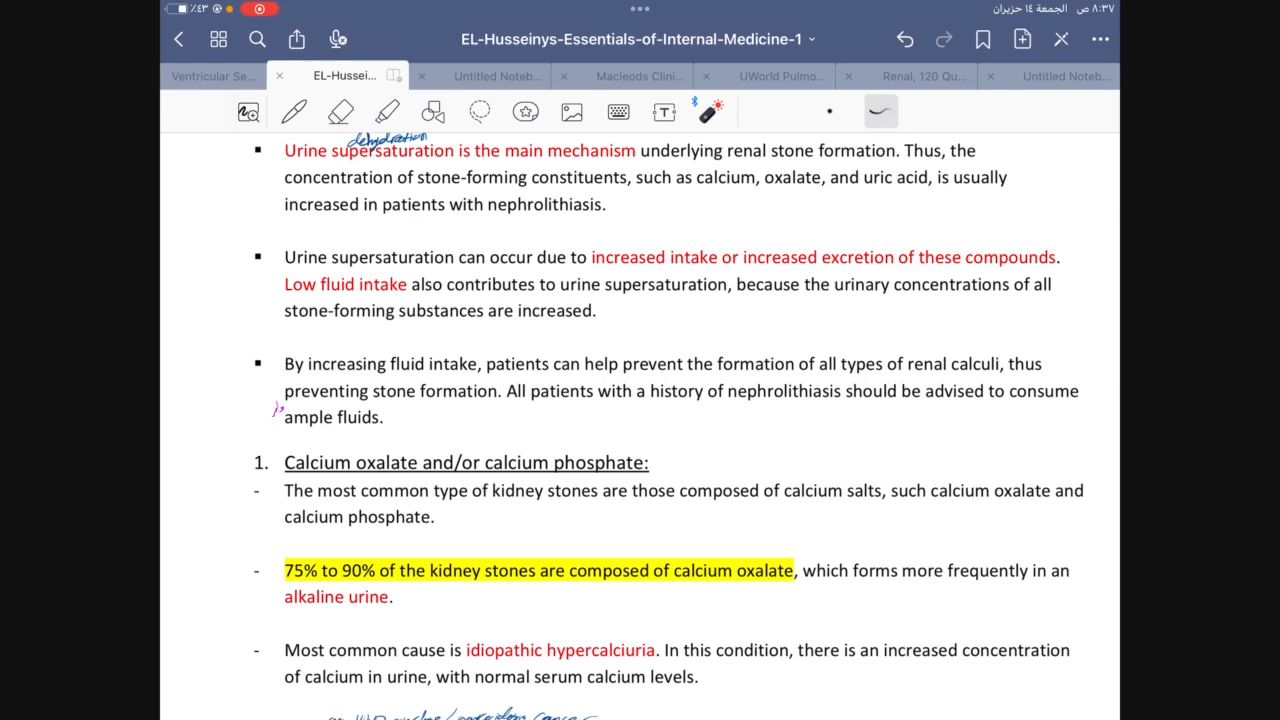 ٪٤٣ الجمعة ١٤ حزيران ٨:٣٧ ص
EL-Husseinys-Essentials-of-Internal-Medicine-1
Ventricular Se... EL-Hussei... Untitled Noteb... Macleods Clini... UWorld Pulmo... Renal, 120 Qu... Untitled Noteb...
dehydration
▪ Urine supersaturation is the main mechanism underlying renal stone formation. Thus, the
concentration of stone-forming constituents, such as calcium, oxalate, and uric acid, is usually
increased in patients with nephrolithiasis.
▪ Urine supersaturation can occur due to increased intake or increased excretion of these compounds.
Low fluid intake also contributes to urine supersaturation, because the urinary concentrations of all
stone-forming substances are increased.
▪ By increasing fluid intake, patients can help prevent the formation of all types of renal calculi, thus
preventing stone formation. All patients with a history of nephrolithiasis should be advised to consume
ample fluids.
1. Calcium oxalate and/or calcium phosphate:
- The most common type of kidney stones are those composed of calcium salts, such calcium oxalate and
calcium phosphate.
- 75% to 90% of the kidney stones are composed of calcium oxalate, which forms more frequently in an
alkaline urine.
- Most common cause is idiopathic hypercalciuria. In this condition, there is an increased concentration
of calcium in urine, with normal serum calcium levels.